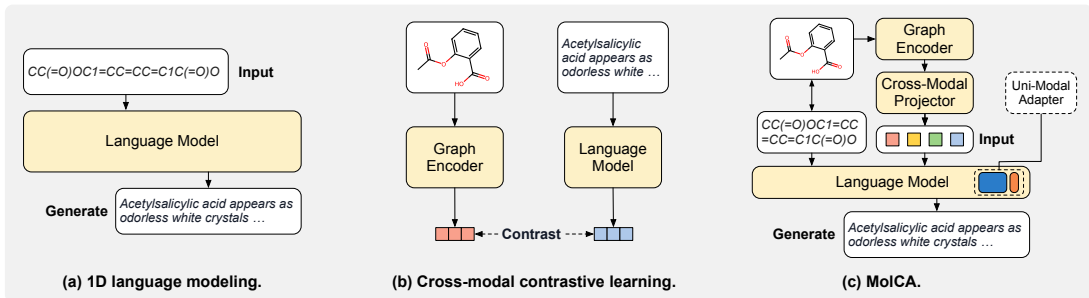 CC(=O)OC1=CC=CC=C1C(=O)O
Input
Language Model
Generate
Acetylsalicylic acid appears as
odorless white crystals ...
(a) 1D language modeling.
O
O
O
HO
Acetylsalicylic
acid appears as
odorless white ...
Graph
Encoder
Language
Model
Contrast
(b) Cross-modal contrastive learning.
O
O
O
HO
Graph
Encoder
Cross-Modal
Projector
Uni-Modal
Adapter
CC(=O)OC1=CC
=CC=C1C(=O)O
Input
Language Model
Generate
Acetylsalicylic acid appears as
odorless white crystals ...
(c) MolCA.